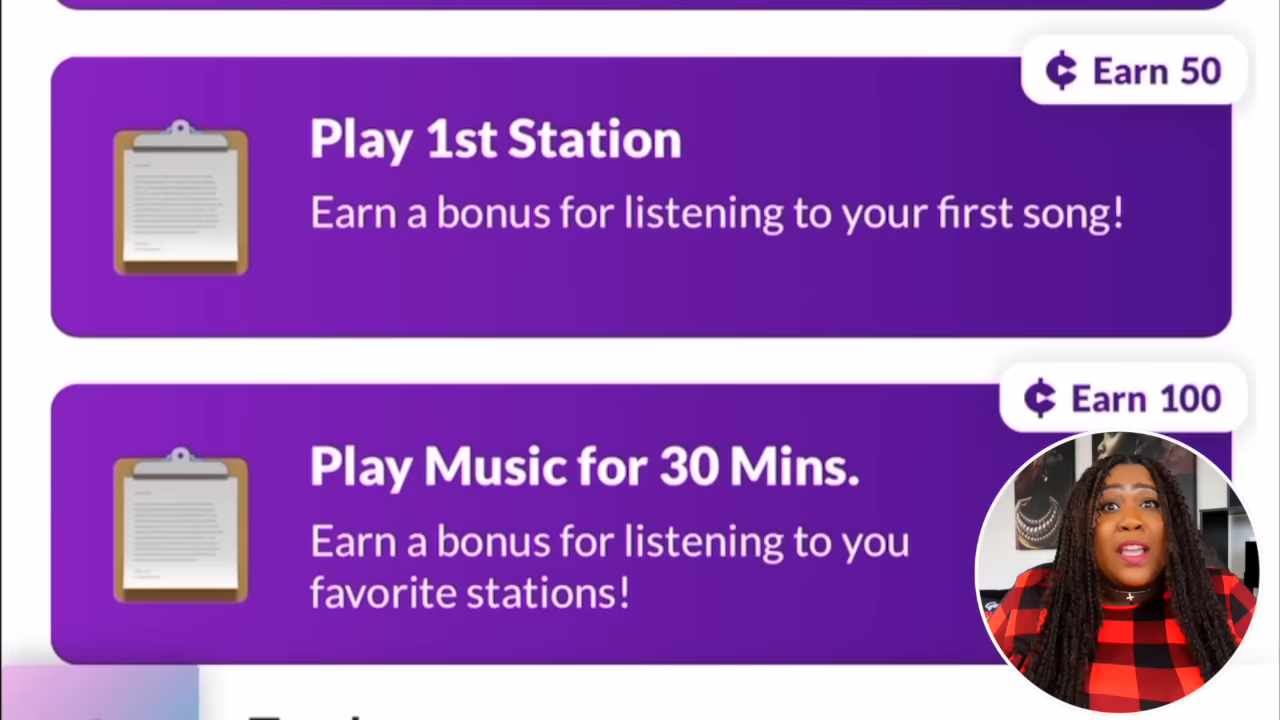 Earn 50
Play 1st Station
Earn a bonus for listening to your first song!
Earn 100
Play Music for 30 Mins.
Earn a bonus for listening to you
favorite stations!